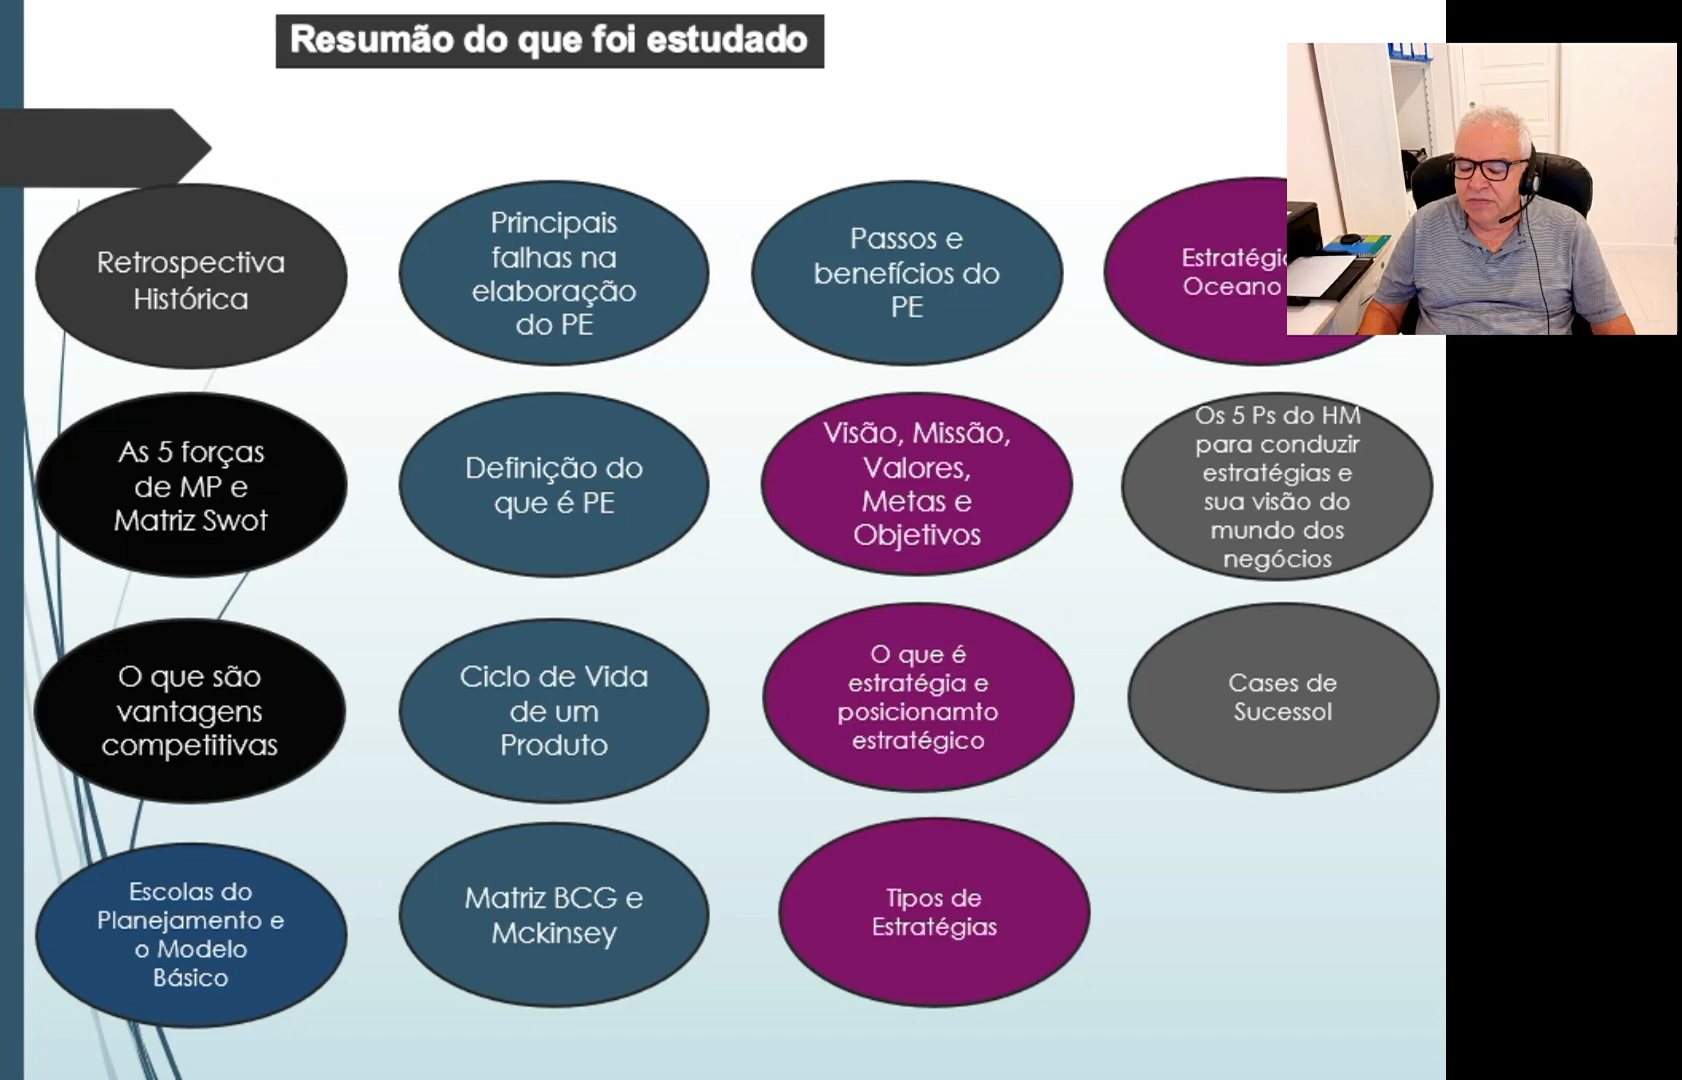 Resumão do que foi estudado
Retrospectiva
Histórica
Principais
falhas na
elaboração
do PE
Passos e
benefícios do
PE
Oceano
As 5 forças
de MP e
Matriz Swot
Definição do
que é PE
Visão, Missão,
Valores,
Metas e
Objetivos
Os 5 Ps do HM
para conduzir
estratégias e
sua visão do
mundo dos
negócios
O que são
vantagens
competitivas
Ciclo de Vida
de um
Produto
O que é
estratégia e
posicionamto
estratégico
Cases de
Sucessol
Escolas do
Planejamento e
o Modelo
Básico
Matriz BCG e
Mckinsey
Tipos de
Estratégias